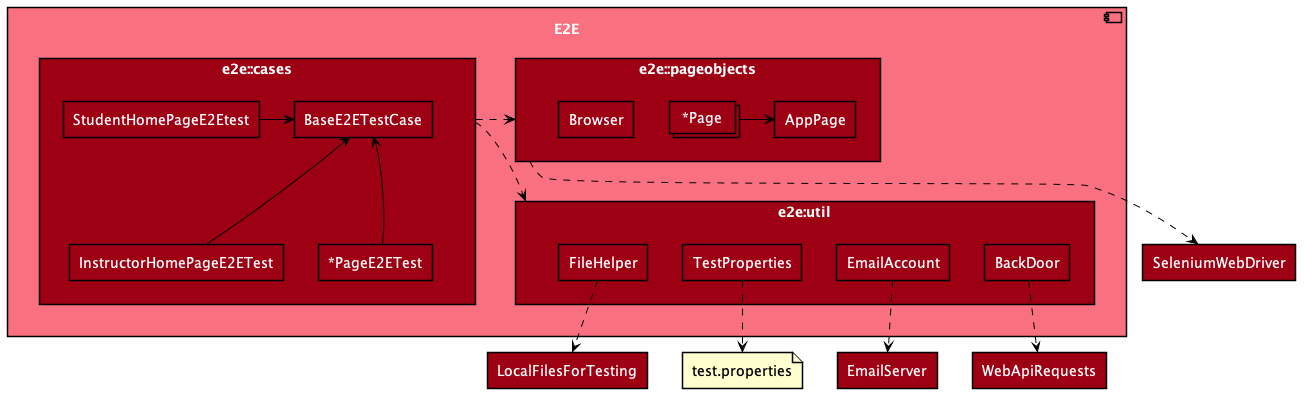 E2E
e2e::cases
StudentHomePageE2Etest
BaseE2ETestCase
InstructorHomePageE2ETest
*PageE2ETest
e2e::pageobjects
Browser
*Page
AppPage
e2e:util
FileHelper
TestProperties
EmailAccount
BackDoor
SeleniumWebDriver
LocalFilesForTesting
test.properties
EmailServer
WebApiRequests